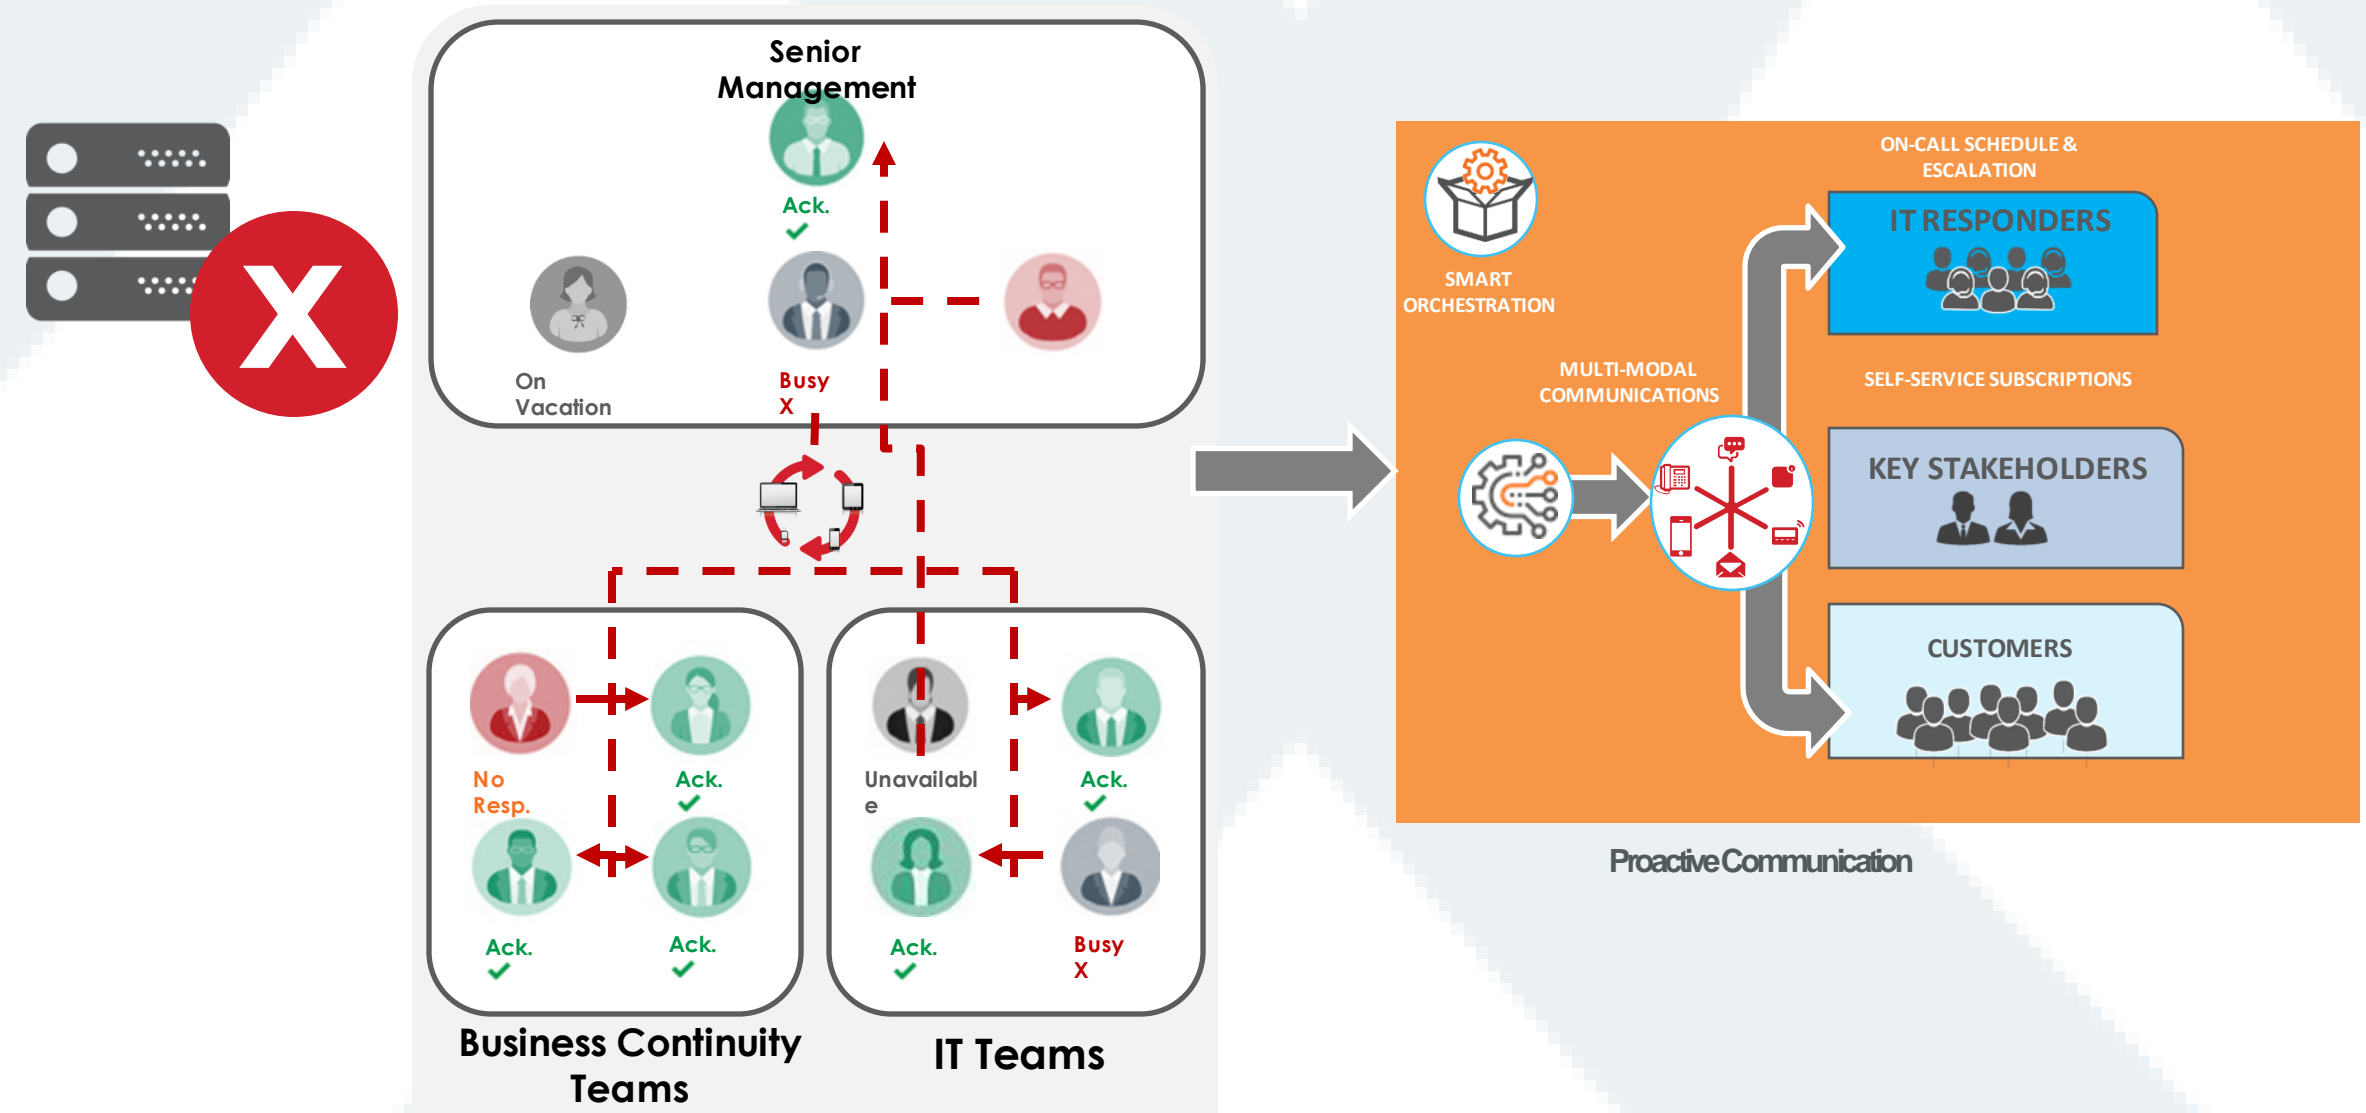 Senior
Management
X
Ack.
On
Vacation
Busy
X
No
Resp.
Ack.
Ack.
Ack.
Unavailabl
e
Ack.
Ack.
Busy
X
Business Continuity
Teams
IT Teams
SMART
ORCHESTRATION
MULTI-MODAL
COMMUNICATIONS
ON-CALL SCHEDULE &
ESCALATION
IT RESPONDERS
SELF-SERVICE SUBSCRIPTIONS
KEY STAKEHOLDERS
CUSTOMERS
Proactive Communication